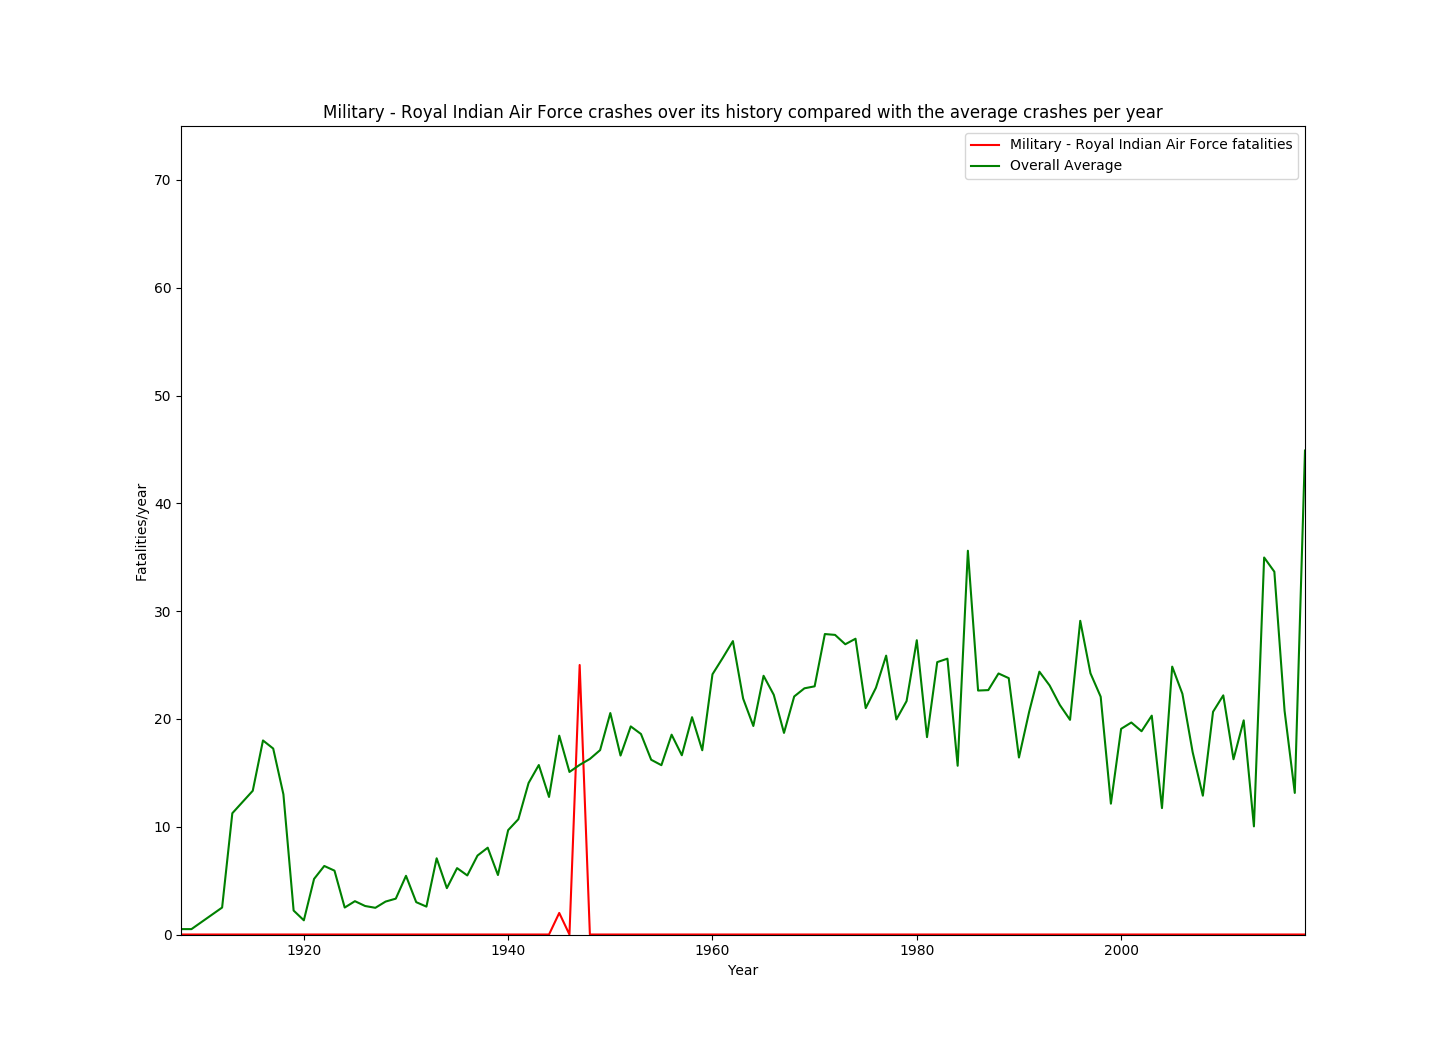 Military - Royal Indian Air Force crashes over its history compared with the average crashes per year
Military - Royal Indian Air Force fatalities
Overall Average
70
60
50
40
30
20
10
0
Fatalities/year
1920
1940
1960
1980
2000
Year